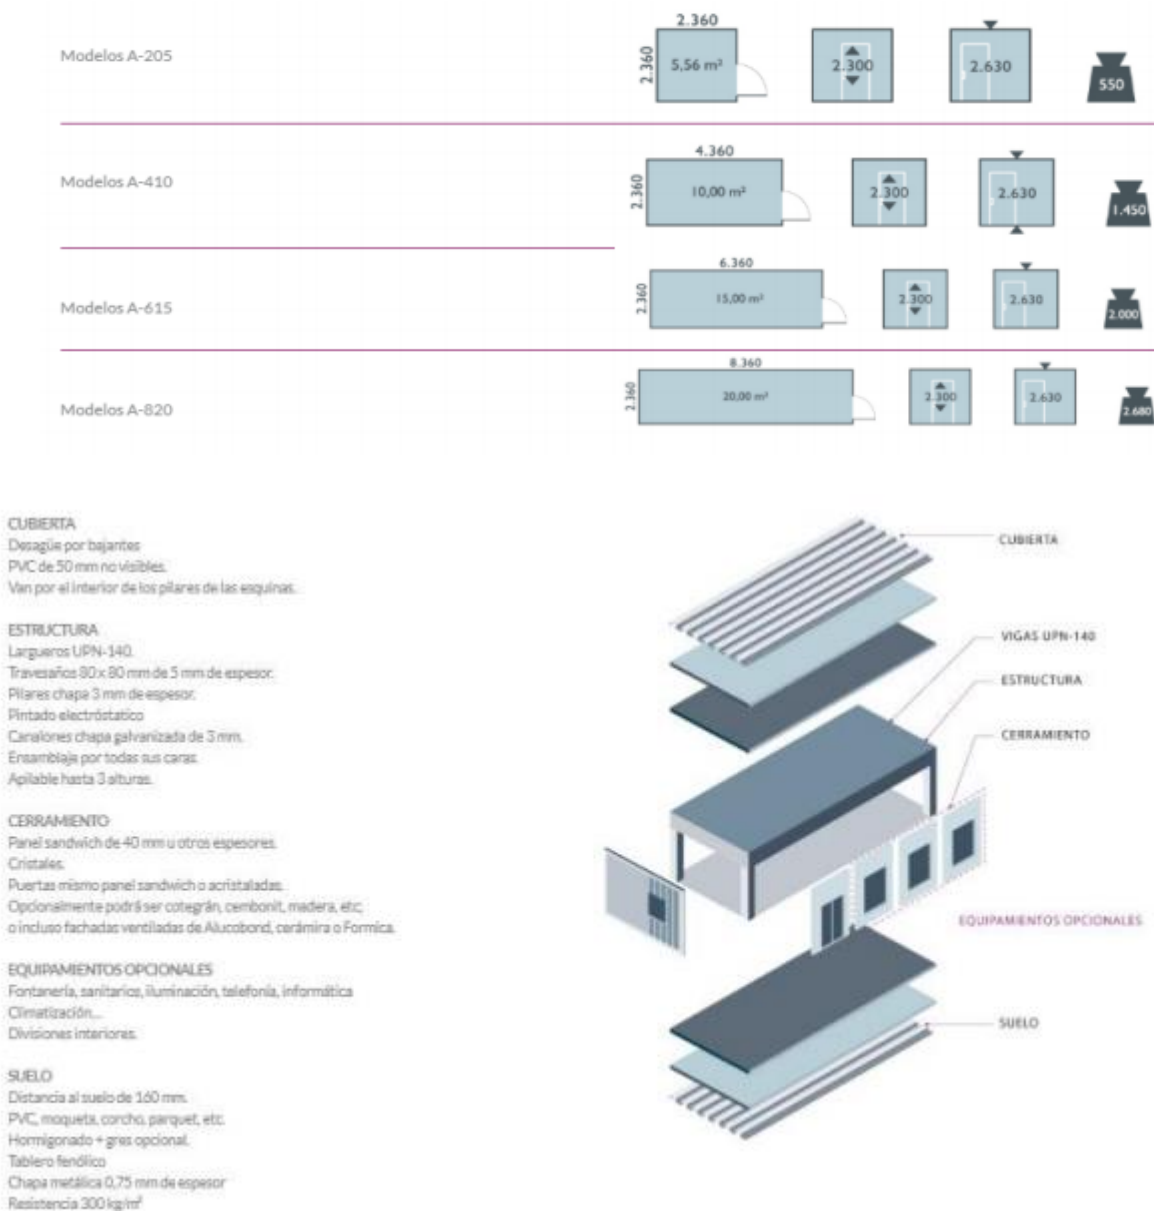 Modelos A-205
2.360
2.360
5,56 m²
2.300
2.630
550
Modelos A-410
4.360
2.360
10,00 m²
2.300
2.630
1.450
Modelos A-615
6.360
2.360
15,00 m²
2.300
2.630
2.000
Modelos A-820
8.360
2.360
20,00 m²
2.300
2.630
2.680
CUBIERTA
Desagüe por bajantes
PVC de 50 mm no visibles.
Van por el interior de los pilares de las esquinas.
ESTRUCTURA
Largueros UPN-140.
Travesaños 80 x 80 mm de 5 mm de espesor.
Pilares chapa 3 mm de espesor.
Pintado electróstatico
Canalones chapa galvanizada de 3 mm.
Ensamblaje por todas sus caras.
Apilable hasta 3 alturas.
CERRAMIENTO
Panel sandwich de 40 mm u otros espesores.
Cristales.
Puertas mismo panel sandwich o acristaladas.
Opcionalmente podrá ser cotegrán, cembonit, madera, etc,
o incluso fachadas ventiladas de Alucobond, cerámira o Formica.
EQUIPAMIENTOS OPCIONALES
Fontanería, sanitarios, iluminación, telefonía, informática
Climatización...
Divisiones interiores.
SUELO
Distancia al suelo de 160 mm.
PVC, moqueta, corcho, parquet, etc.
Hormigonado + gres opcional.
Tablero fenólico
Chapa metálica 0,75 mm de espesor
Resistencia 300 kg/m²
CUBIERTA
VIGAS UPN-140
ESTRUCTURA
CERRAMIENTO
EQUIPAMIENTOS OPCIONALES
SUELO